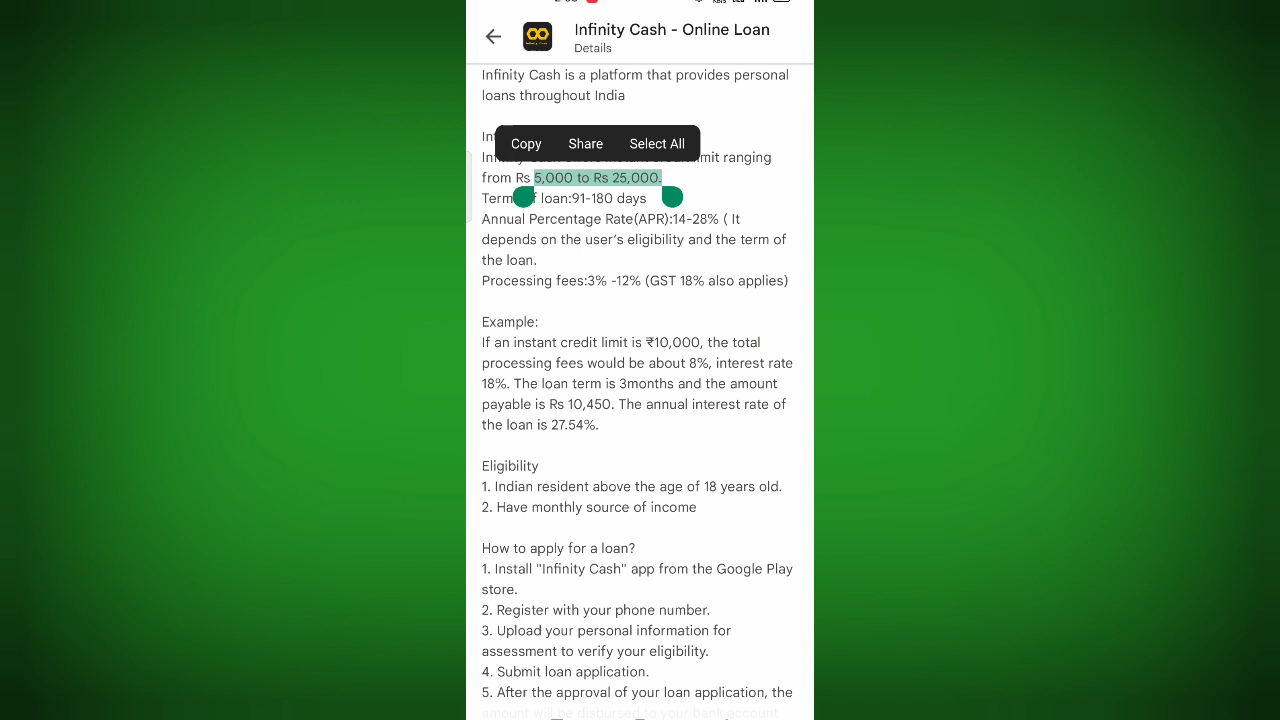 Infinity Cash - Online Loan
Details
Infinity Cash is a platform that provides personal
loans throughout India
Copy Share Select All
limit ranging
from Rs 5,000 to Rs 25,000.
Term loan:91-180 days
Annual Percentage Rate(APR):14-28% ( It
depends on the user's eligibility and the term of
the loan.
Processing fees:3% -12% (GST 18% also applies)
Example:
If an instant credit limit is ₹10,000, the total
processing fees would be about 8%, interest rate
18%. The loan term is 3months and the amount
payable is Rs 10,450. The annual interest rate of
the loan is 27.54%.
Eligibility
1. Indian resident above the age of 18 years old.
2. Have monthly source of income
How to apply for a loan?
1. Install "Infinity Cash" app from the Google Play
store.
2. Register with your phone number.
3. Upload your personal information for
assessment to verify your eligibility.
4. Submit loan application.
5. After the approval of your loan application, the
amount will be disbursed to your bank account